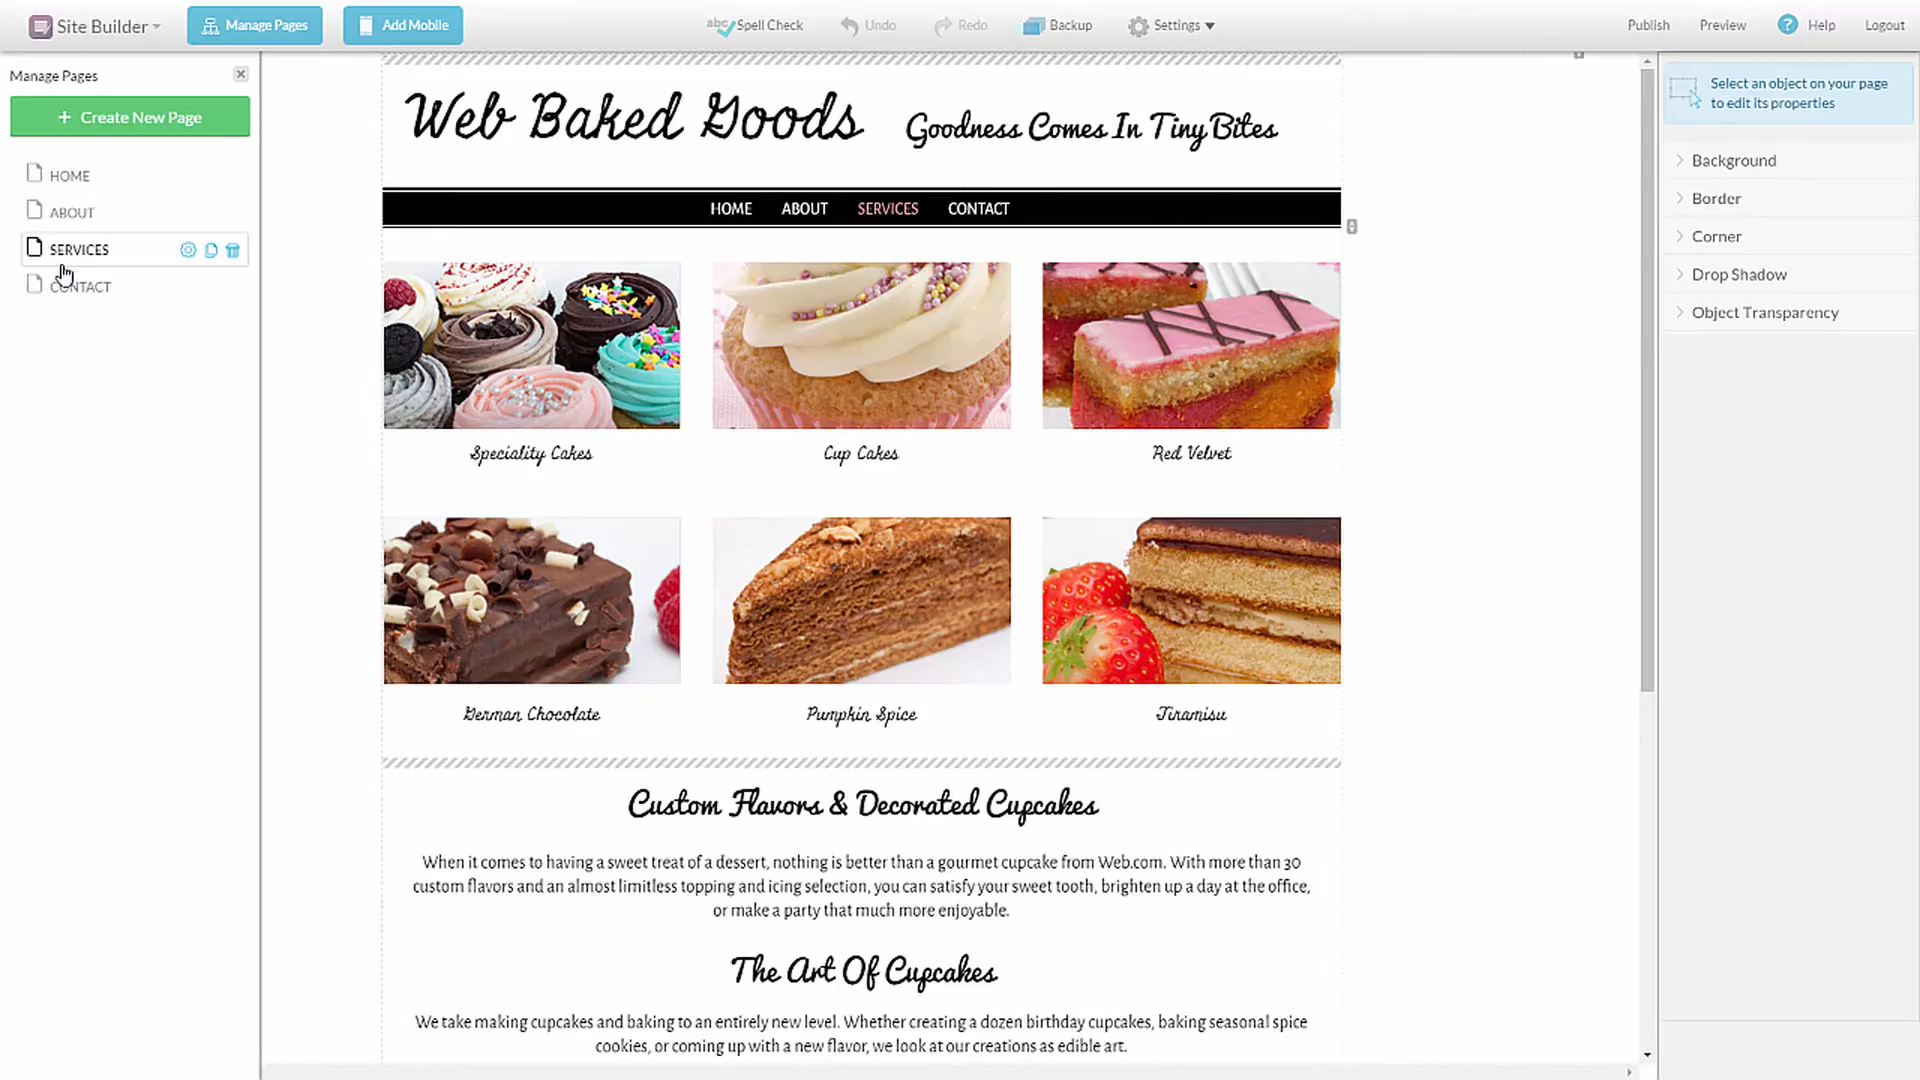 Site Builder
Manage Pages
Add Mobile
abc Spell Check
Undo
Redo
Backup
Settings
Publish
Preview
? Help
Logout
Manage Pages
+ Create New Page
HOME
ABOUT
SERVICES
CONTACT
Web Baked Goods
Goodness Comes In Tiny Bites
HOME ABOUT SERVICES CONTACT
Speciality Cakes
Cup Cakes
Red Velvet
German Chocolate
Pumpkin Spice
Tiramisu
Custom Flavors & Decorated Cupcakes
When it comes to having a sweet treat of a dessert, nothing is better than a gourmet cupcake from Web.com. With more than 30
custom flavors and an almost limitless topping and icing selection, you can satisfy your sweet tooth, brighten up a day at the office,
or make a party that much more enjoyable.
The Art Of Cupcakes
We take making cupcakes and baking to an entirely new level. Whether creating a dozen birthday cupcakes, baking seasonal spice
cookies, or coming up with a new flavor, we look at our creations as edible art.
Select an object on your page
to edit its properties
Background
Border
Corner
Drop Shadow
Object Transparency